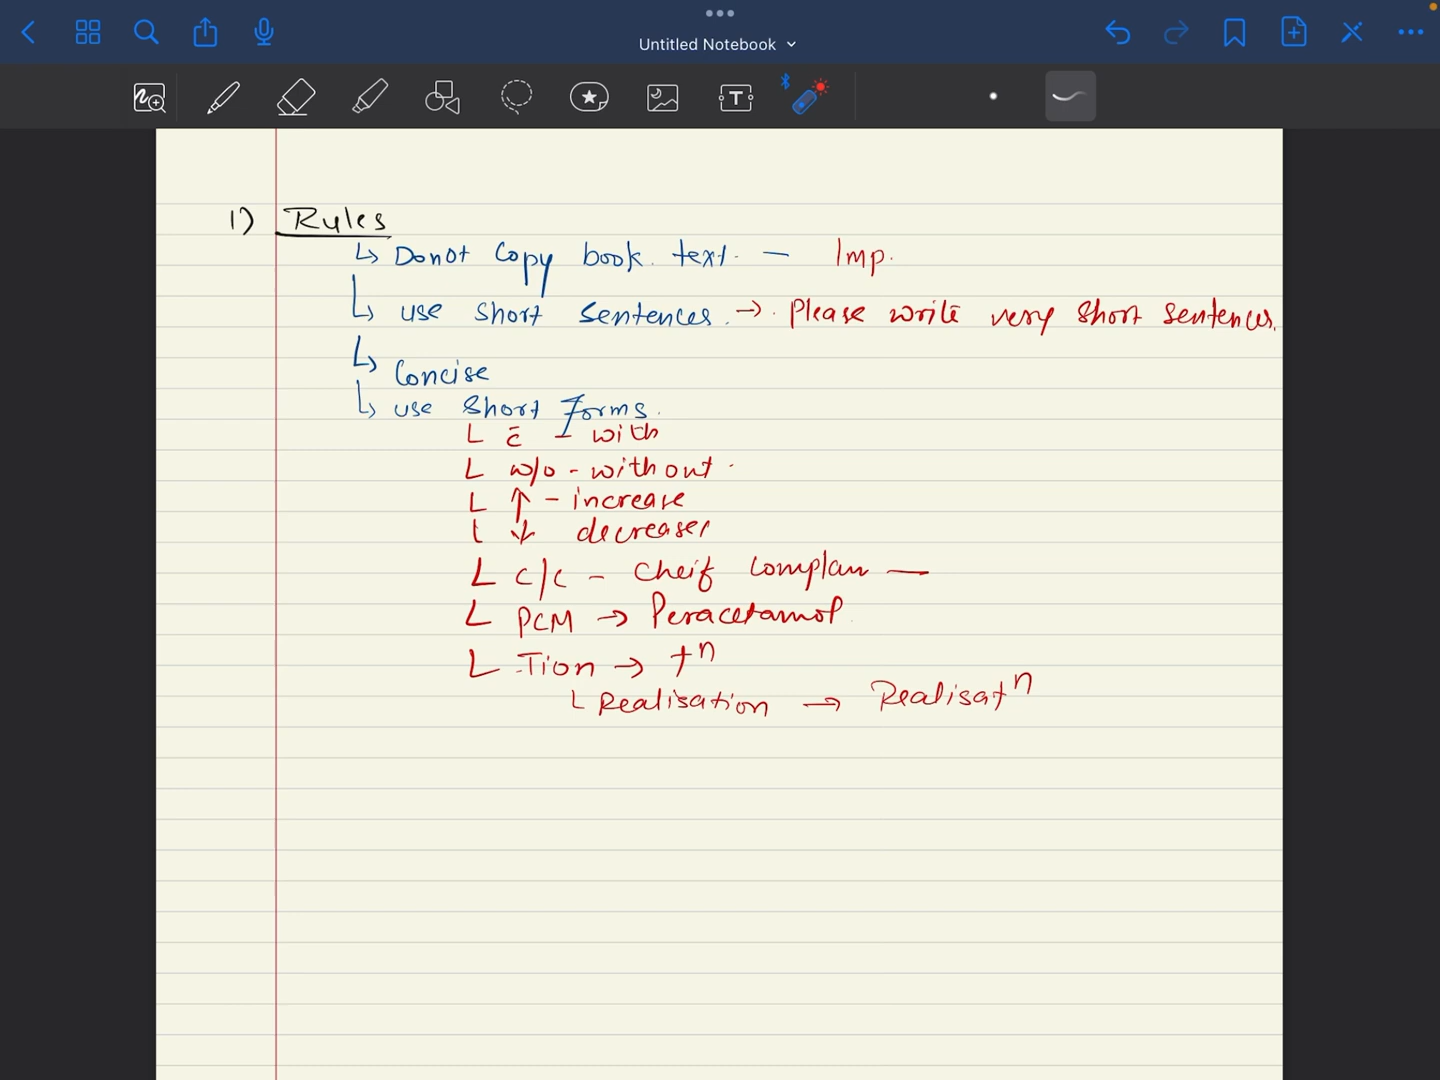 Untitled Notebook
1) Rules
↳ Donot Copy book text. — Imp.
↳ use short sentences. → Please write very short sentences.
↳ Concise
↳ use short Forms.
L c̄ - with
L w/o - without
L ↑ - increase
L ↓ decreases
L c/c - Cheif Complain —
L PCM → Peracetamol
L -Tion → tⁿ
L Realisation → Realisatⁿ